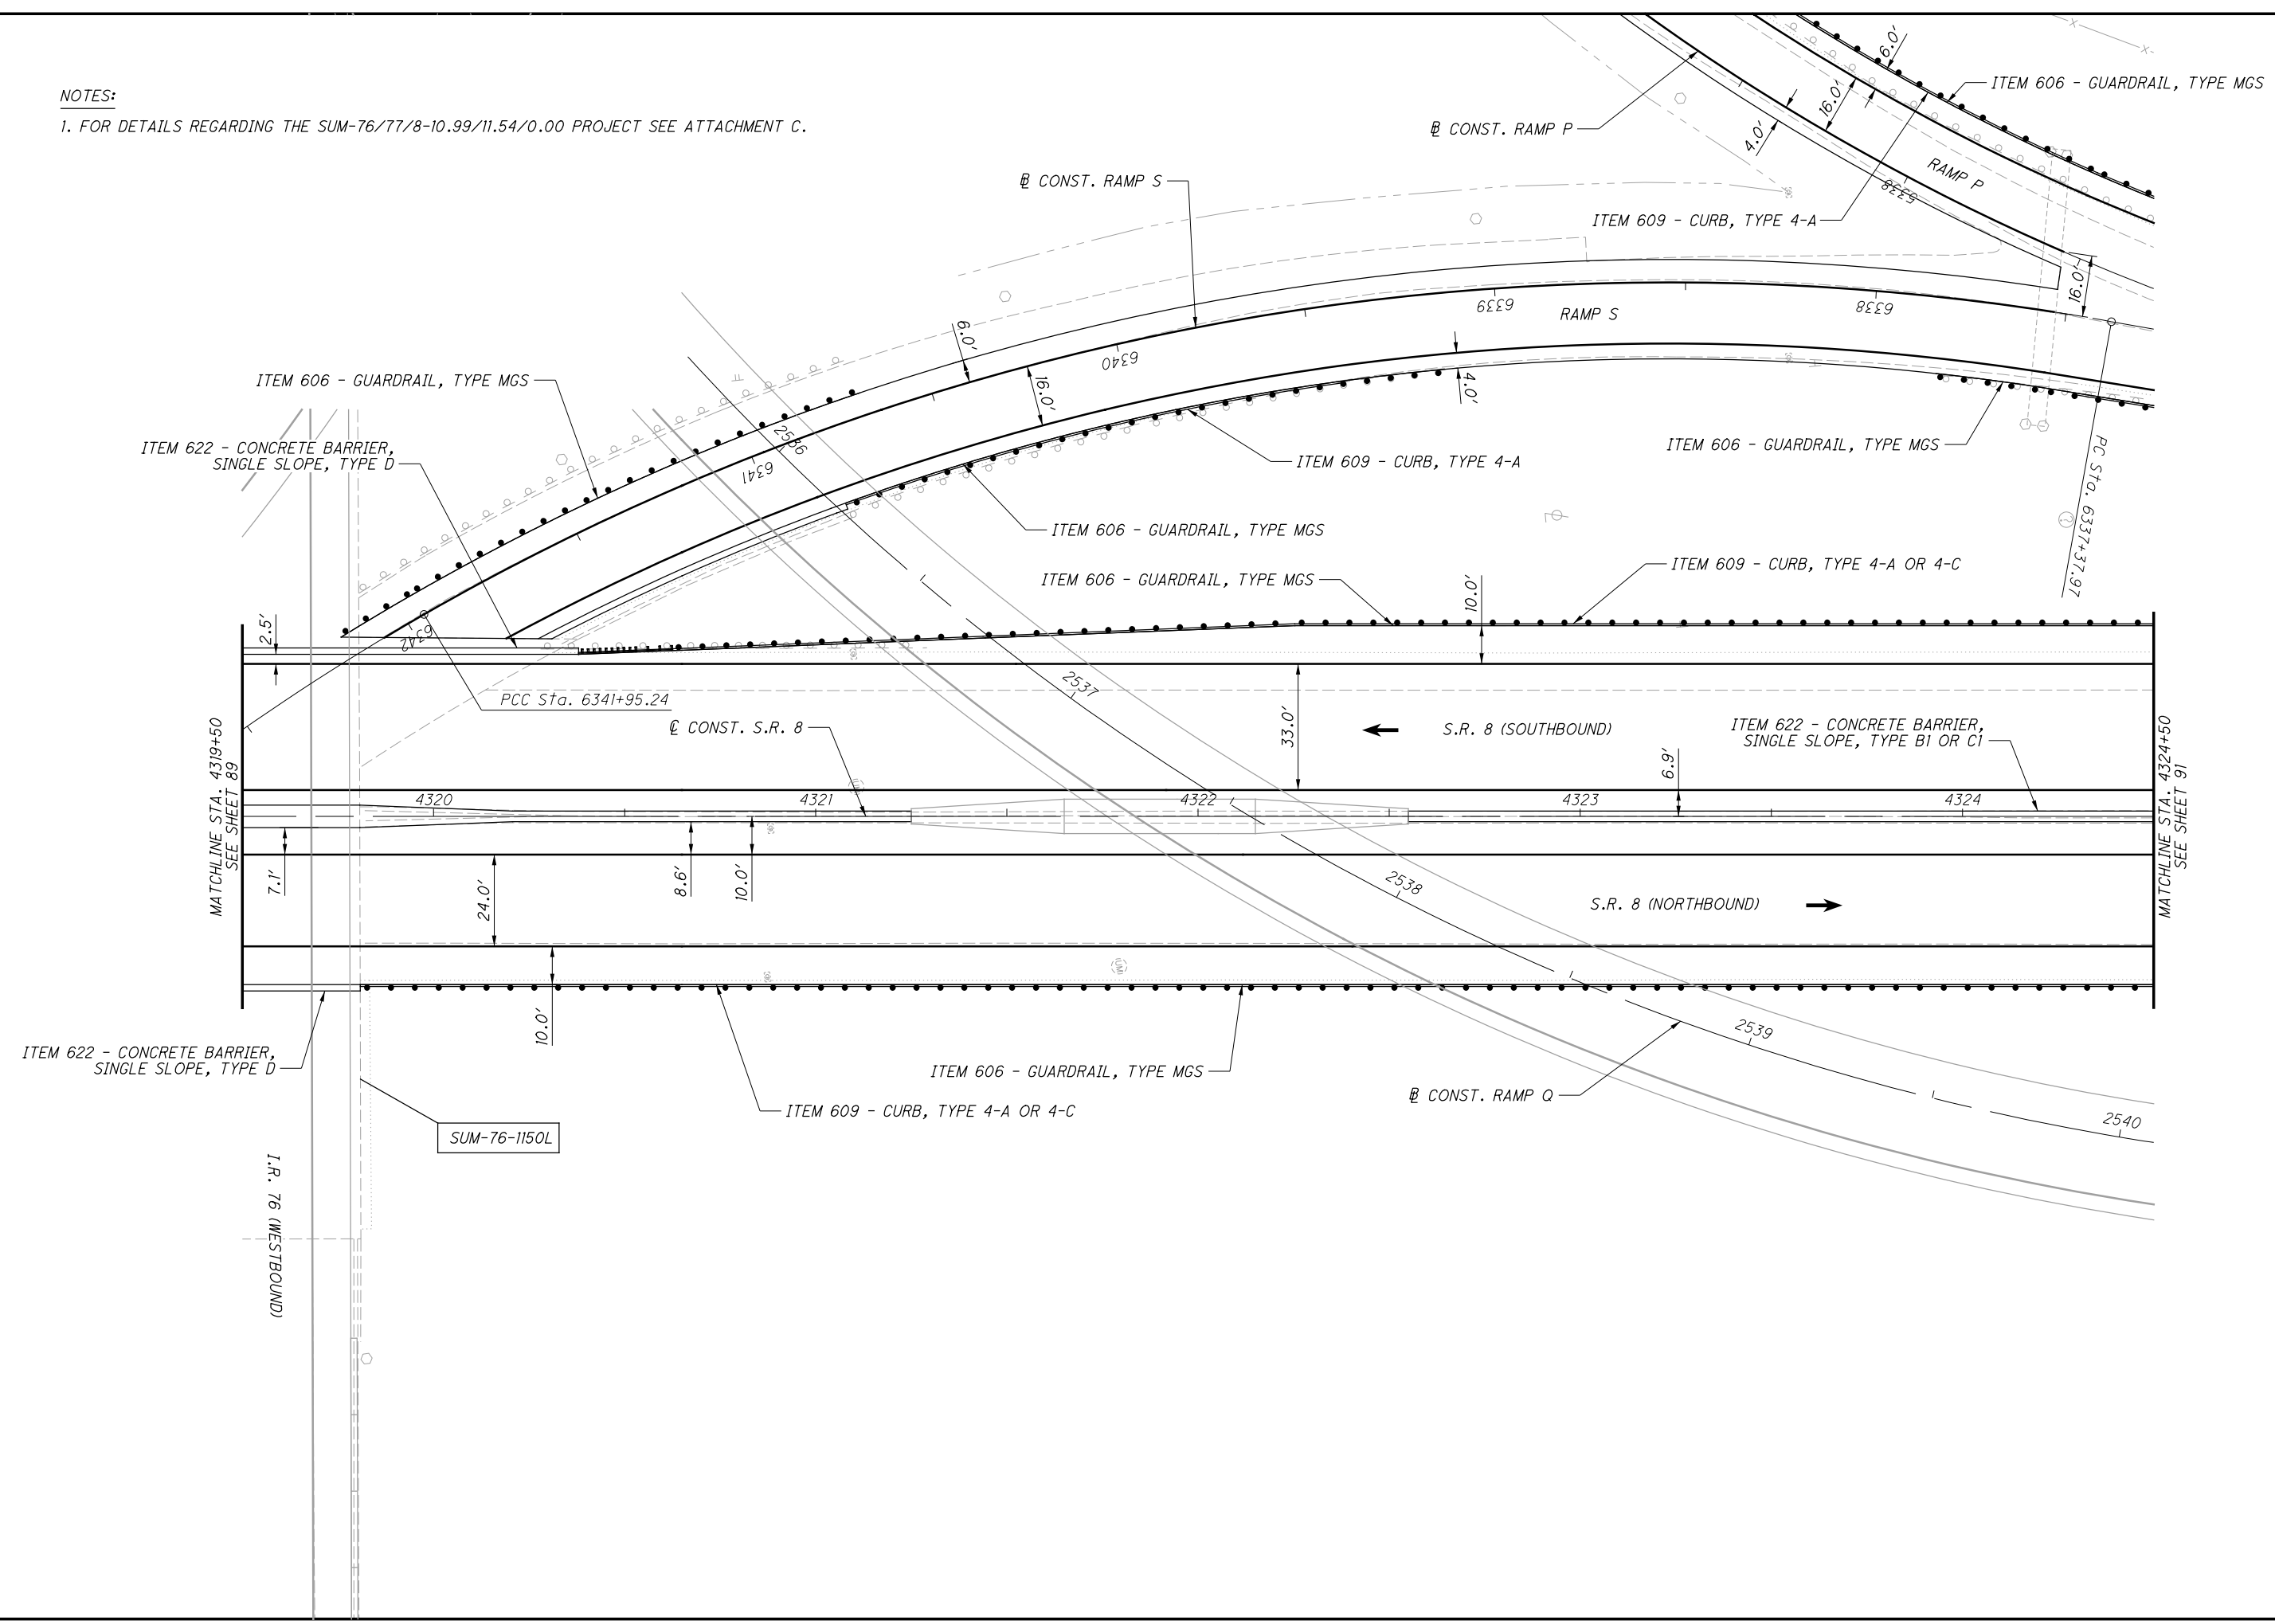 NOTES:
1. FOR DETAILS REGARDING THE SUM-76/77/8-10.99/11.54/0.00 PROJECT SEE ATTACHMENT C.
6.0'
ITEM 606 - GUARDRAIL, TYPE MGS
16.0'
4.0'
℄ CONST. RAMP P
RAMP P
5338
ITEM 609 - CURB, TYPE 4-A
℄ CONST. RAMP S
16.0'
6339
6338
RAMP S
6340
6.0'
16.0'
4.0'
ITEM 606 - GUARDRAIL, TYPE MGS
2536
6341
ITEM 622 - CONCRETE BARRIER,
SINGLE SLOPE, TYPE D
ITEM 609 - CURB, TYPE 4-A
ITEM 606 - GUARDRAIL, TYPE MGS
PC Sta. 6337+37.97
ITEM 606 - GUARDRAIL, TYPE MGS
ITEM 606 - GUARDRAIL, TYPE MGS
10.0'
ITEM 609 - CURB, TYPE 4-A OR 4-C
2.5'
6342
PCC Sta. 6341+95.24
2537
℄ CONST. S.R. 8
33.0'
S.R. 8 (SOUTHBOUND)
ITEM 622 - CONCRETE BARRIER,
SINGLE SLOPE, TYPE B1 OR C1
6.9'
MATCHLINE STA. 4319+50
SEE SHEET 89
4320
4321
4322
4323
4324
MATCHLINE STA. 4324+50
SEE SHEET 91
7.1'
24.0'
8.6'
10.0'
2538
S.R. 8 (NORTHBOUND)
10.0'
2539
ITEM 622 - CONCRETE BARRIER,
SINGLE SLOPE, TYPE D
ITEM 606 - GUARDRAIL, TYPE MGS
ITEM 609 - CURB, TYPE 4-A OR 4-C
℄ CONST. RAMP Q
2540
SUM-76-1150L
I.R. 76 (WESTBOUND)